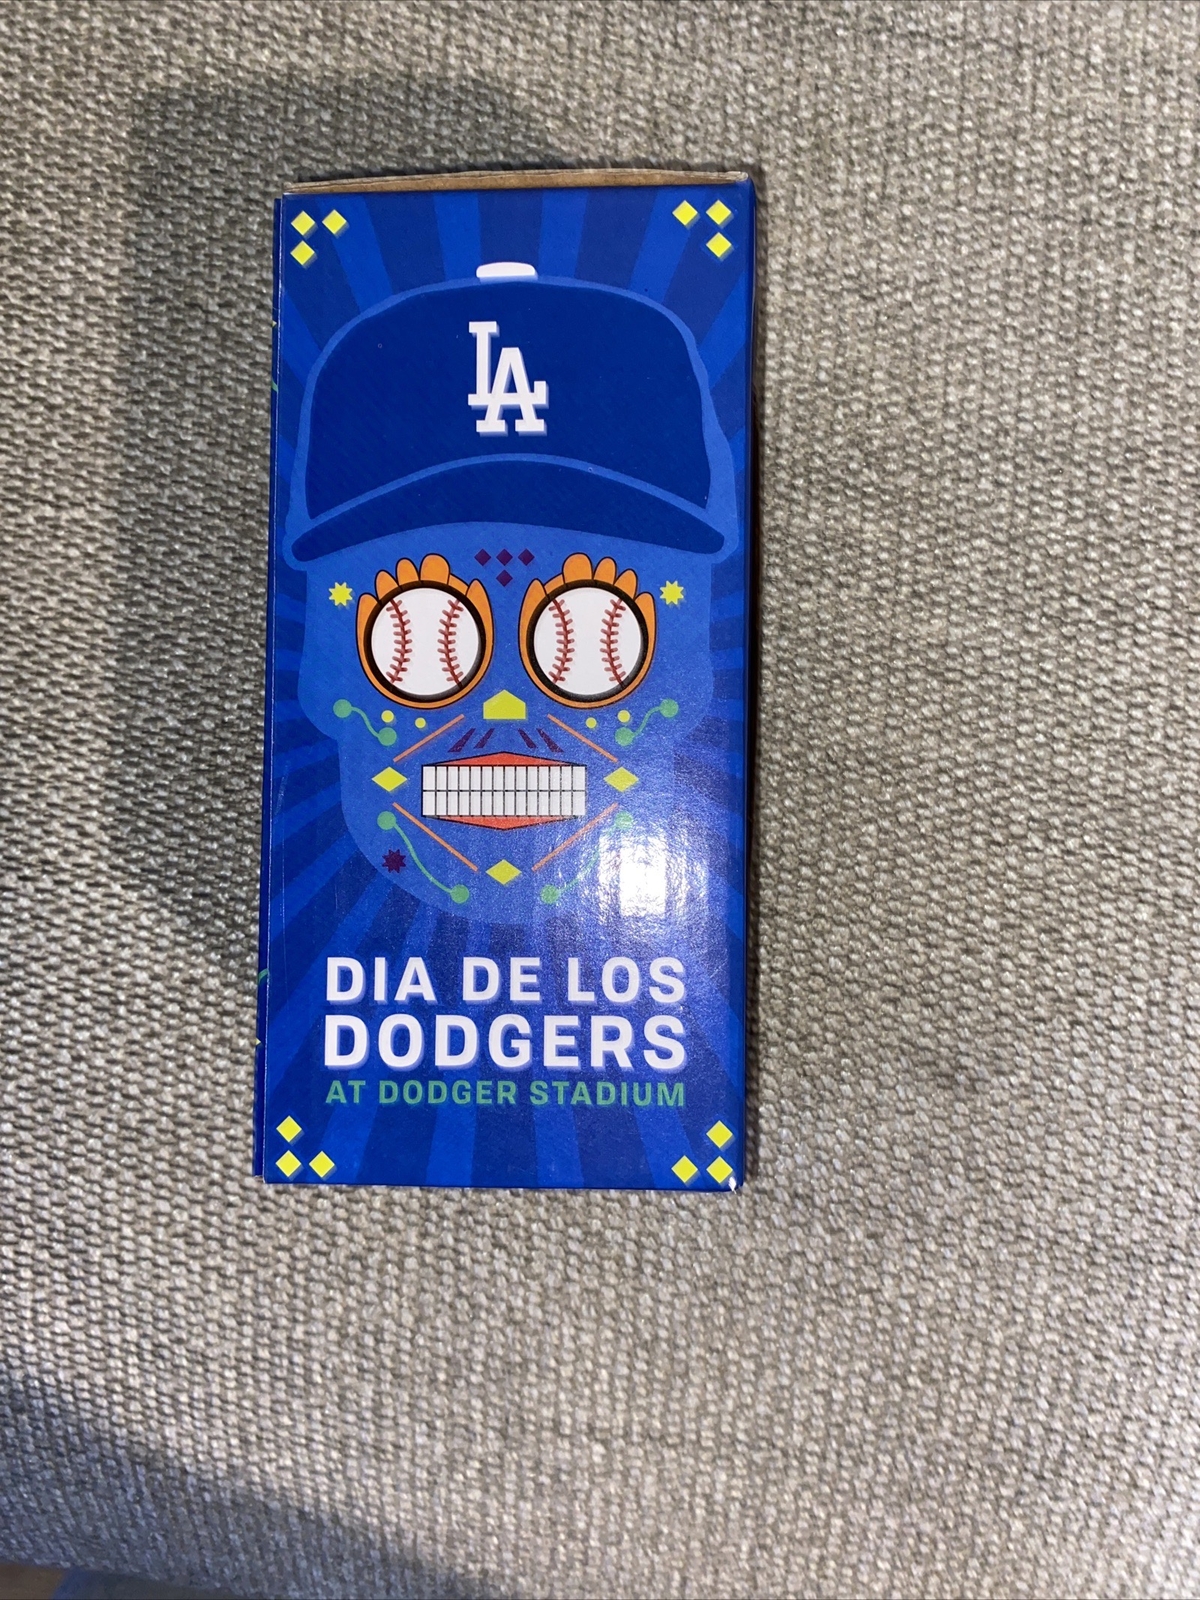 LA
DIA DE LOS
DODGERS
AT DODGER STADIUM